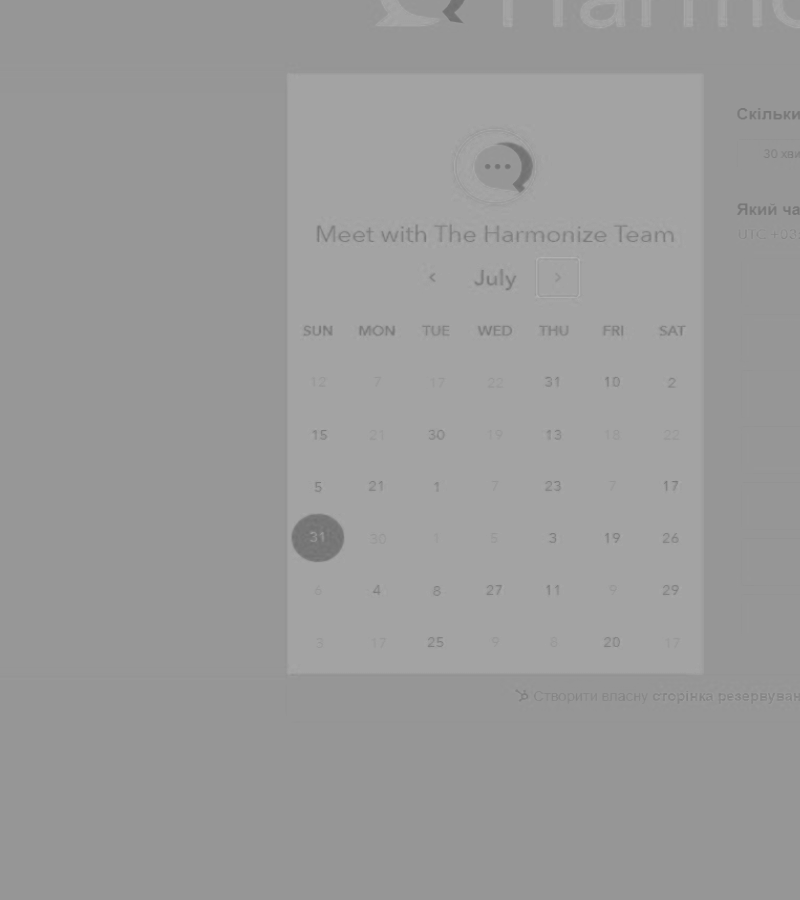 Harmo
Meet with The Harmonize Team
‹ July ›
SUN MON TUE WED THU FRI SAT
12 7 17 22 31 10 2
15 21 30 19 13 18 22
5 21 1 7 23 7 17
31 30 1 5 3 19 26
6 4 8 27 11 9 29
3 17 25 9 8 20 17
Скільки
30 хви
Який ча
UTC +03:
Створити власну сторінка резервуван